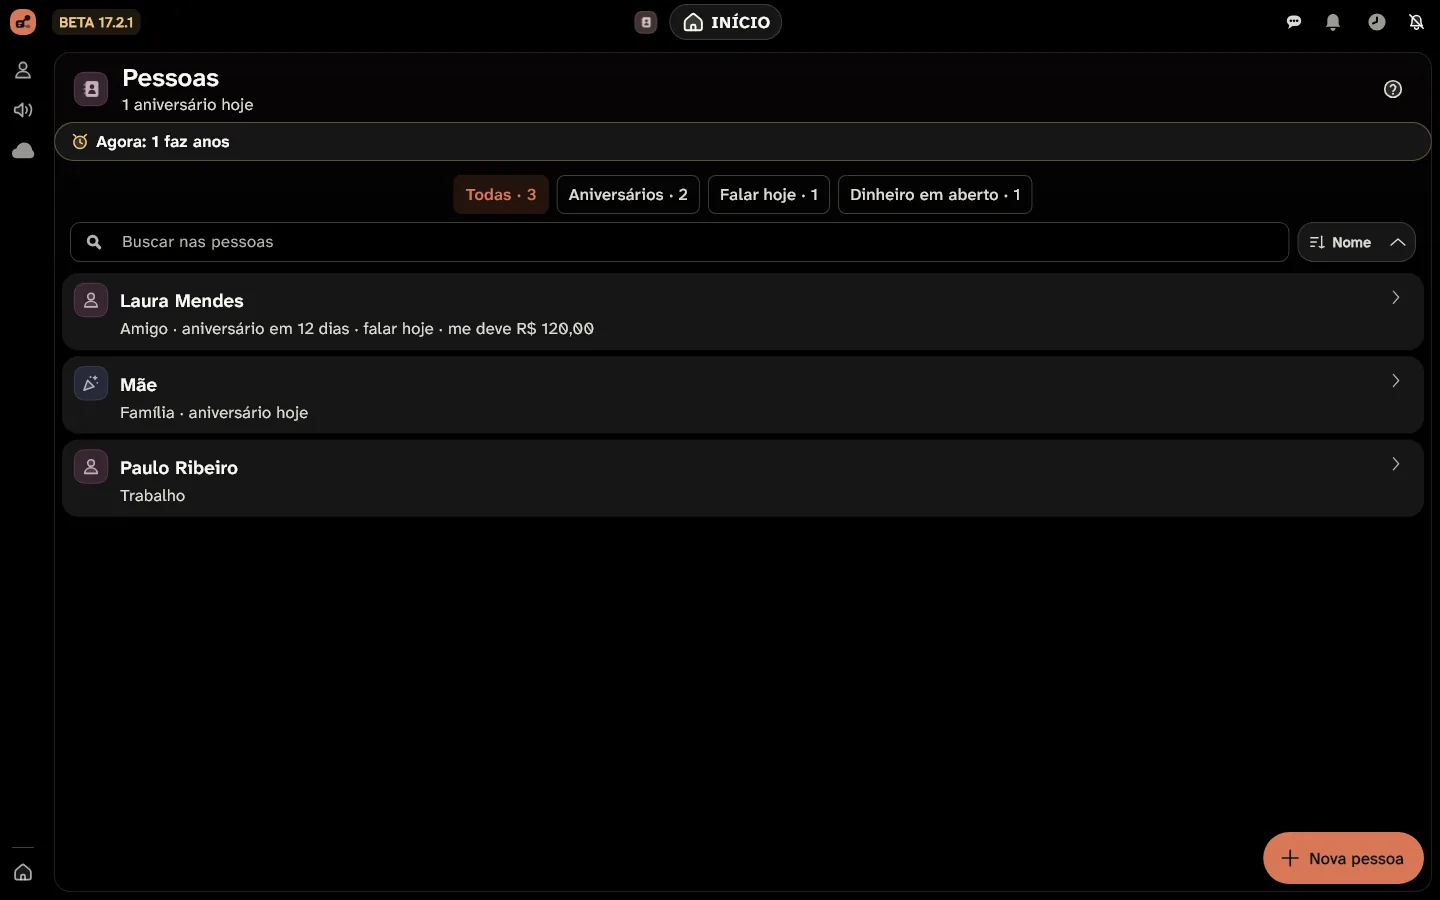 BETA 17.2.1
INÍCIO
Pessoas
1 aniversário hoje
Agora: 1 faz anos
Todas · 3
Aniversários · 2
Falar hoje · 1
Dinheiro em aberto · 1
Buscar nas pessoas
Nome
Laura Mendes
Amigo · aniversário em 12 dias · falar hoje · me deve R$ 120,00
Mãe
Família · aniversário hoje
Paulo Ribeiro
Trabalho
Nova pessoa